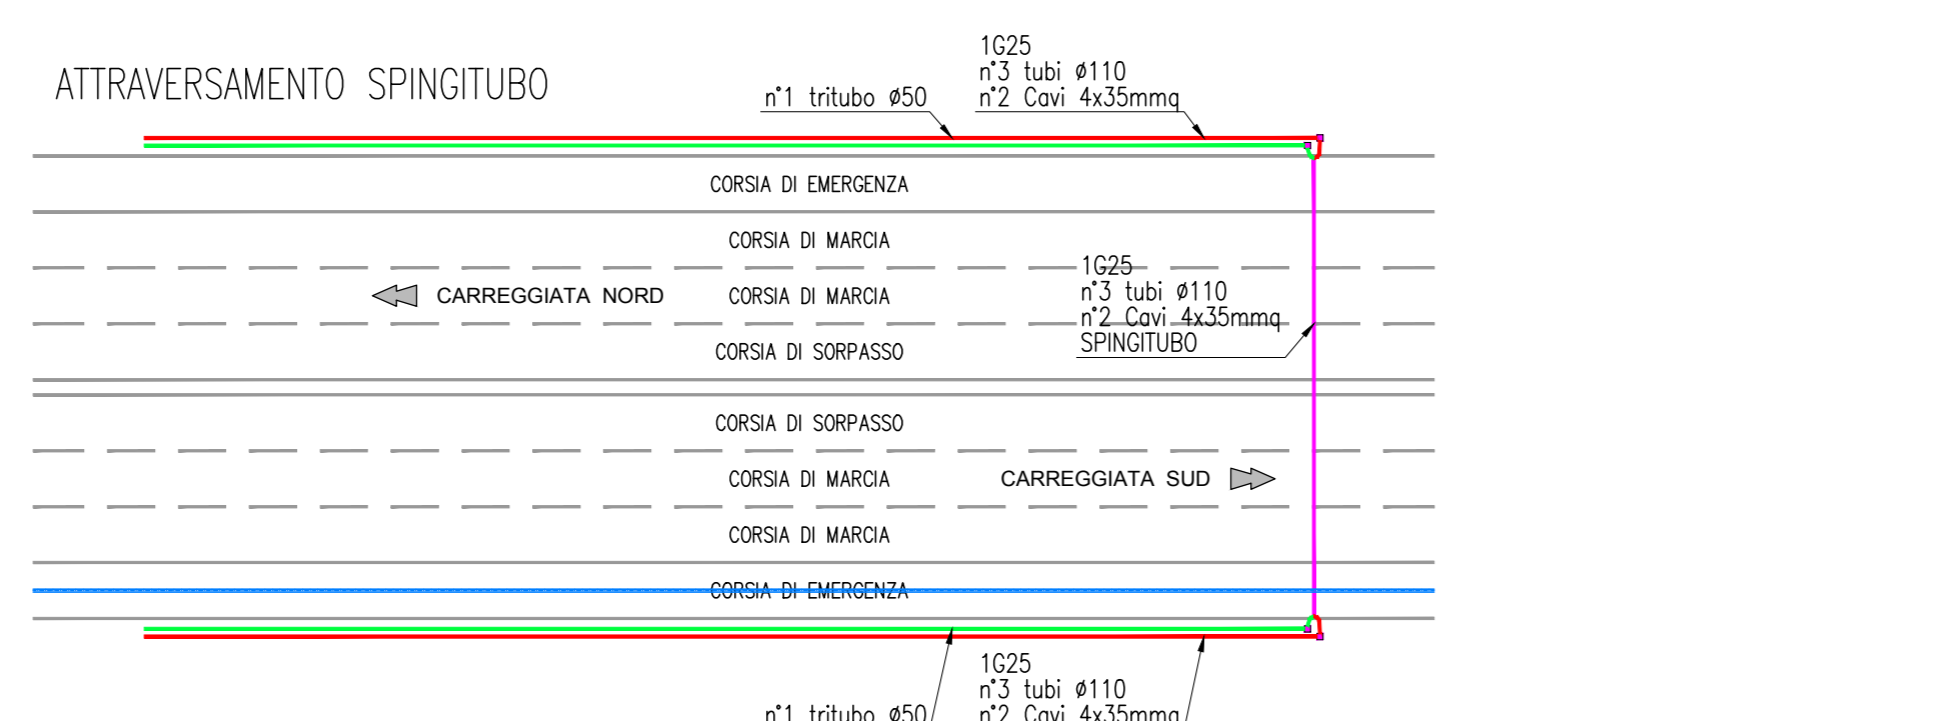 ATTRAVERSAMENTO SPINGITUBO
1G25
n°3 tubi ø110
n°2 Cavi 4x35mmq
n°1 tritubo ø50
CORSIA DI EMERGENZA
CORSIA DI MARCIA
CARREGGIATA NORD
CORSIA DI MARCIA
1G25
n°3 tubi ø110
n°2 Cavi 4x35mmq
SPINGITUBO
CORSIA DI SORPASSO
CORSIA DI SORPASSO
CORSIA DI MARCIA
CARREGGIATA SUD
CORSIA DI MARCIA
CORSIA DI EMERGENZA
1G25
n°3 tubi ø110
n°2 Cavi 4x35mmq
n°1 tritubo ø50